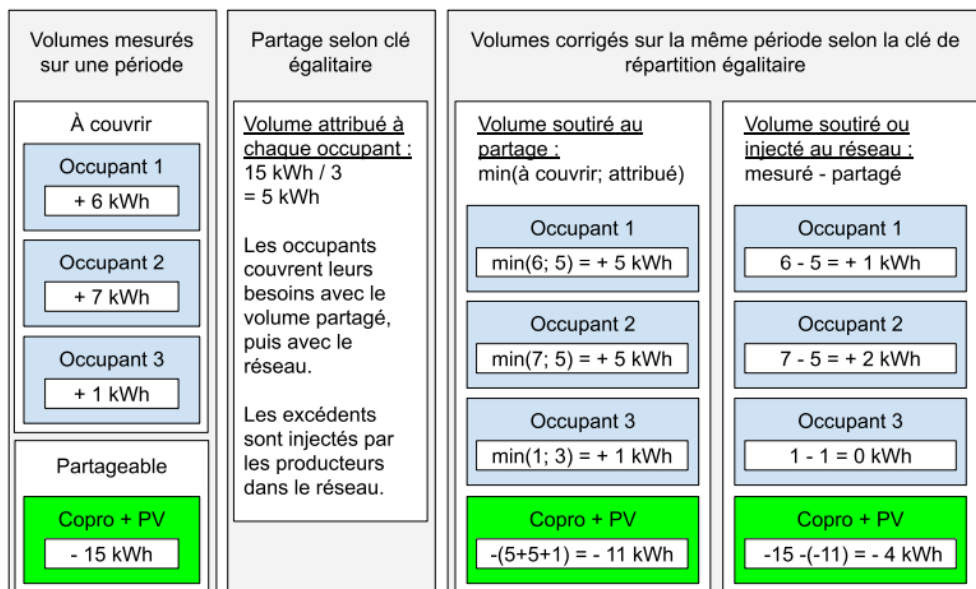 Volumes mesurés
sur une période
À couvrir
Occupant 1
+ 6 kWh
Occupant 2
+ 7 kWh
Occupant 3
+ 1 kWh
Partageable
Copro + PV
- 15 kWh
Partage selon clé
égalitaire
Volume attribué à
chaque occupant :
15 kWh / 3
= 5 kWh
Les occupants
couvrent leurs
besoins avec le
volume partagé,
puis avec le
réseau.
Les excédents
sont injectés par
les producteurs
dans le réseau.
Volumes corrigés sur la même période selon la clé de
répartition égalitaire
Volume soutiré au
partage :
min(à couvrir; attribué)
Occupant 1
min(6; 5) = + 5 kWh
Occupant 2
min(7; 5) = + 5 kWh
Occupant 3
min(1; 3) = + 1 kWh
Copro + PV
-(5+5+1) = - 11 kWh
Volume soutiré ou
injecté au réseau :
mesuré - partagé
Occupant 1
6 - 5 = + 1 kWh
Occupant 2
7 - 5 = + 2 kWh
Occupant 3
1 - 1 = 0 kWh
Copro + PV
-15 -(-11) = - 4 kWh